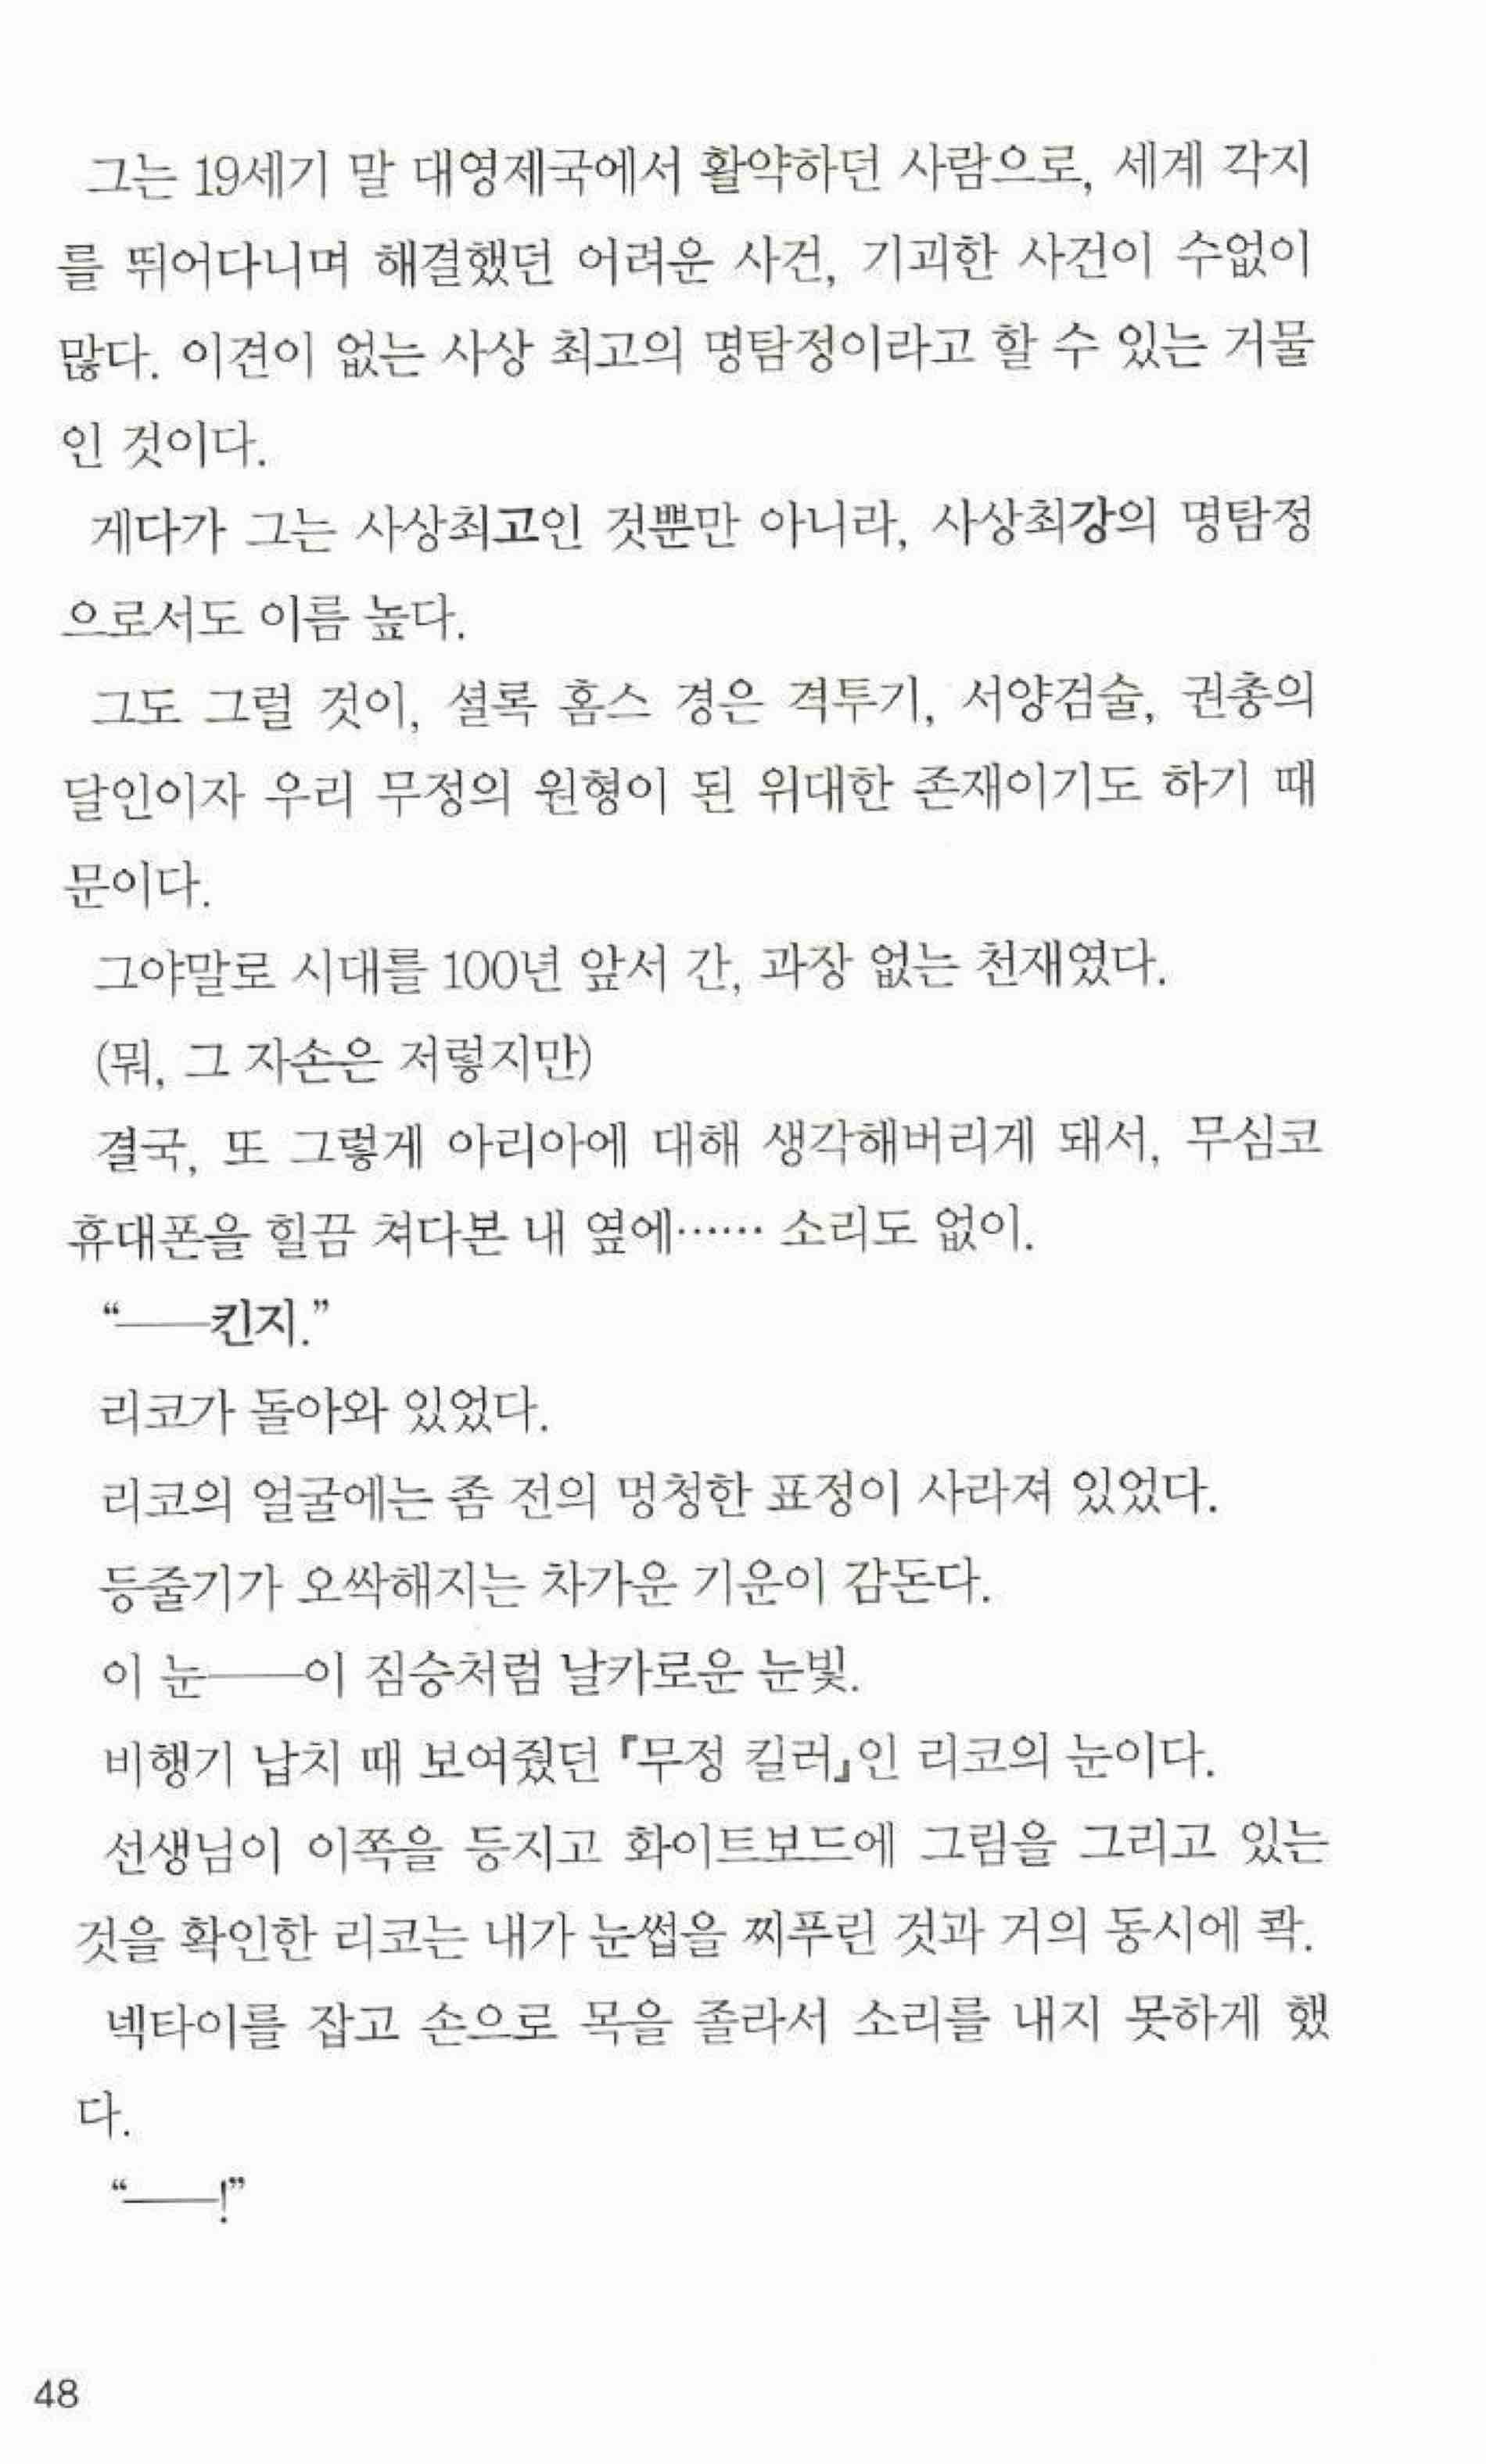 그는 19세기 말 대영제국에서 활약하던 사람으로, 세계 각지
를 뛰어다니며 해결했던 어려운 사건, 기괴한 사건이 수없이
많다. 이견이 없는 사상 최고의 명탐정이라고 할 수 있는 거물
인 것이다.
게다가 그는 사상최고인 것뿐만 아니라, 사상최강의 명탐정
으로서도 이름 높다.
그도 그럴 것이, 셜록 홈스 경은 격투기, 서양검술, 권총의
달인이자 우리 무정의 원형이 된 위대한 존재이기도 하기 때
문이다.
그야말로 시대를 100년 앞서 간, 과장 없는 천재였다.
(뭐, 그 자손은 저렇지만)
결국, 또 그렇게 아리아에 대해 생각해버리게 돼서, 무심코
휴대폰을 힐끔 쳐다본 내 옆에…… 소리도 없이.
“──킨지.”
리코가 돌아와 있었다.
리코의 얼굴에는 좀 전의 멍청한 표정이 사라져 있었다.
등줄기가 오싹해지는 차가운 기운이 감돈다.
이 눈──이 짐승처럼 날카로운 눈빛.
비행기 납치 때 보여줬던 『무정 킬러』인 리코의 눈이다.
선생님이 이쪽을 등지고 화이트보드에 그림을 그리고 있는
것을 확인한 리코는 내가 눈썹을 찌푸린 것과 거의 동시에 콱.
넥타이를 잡고 손으로 목을 졸라서 소리를 내지 못하게 했
다.
“──!”
48